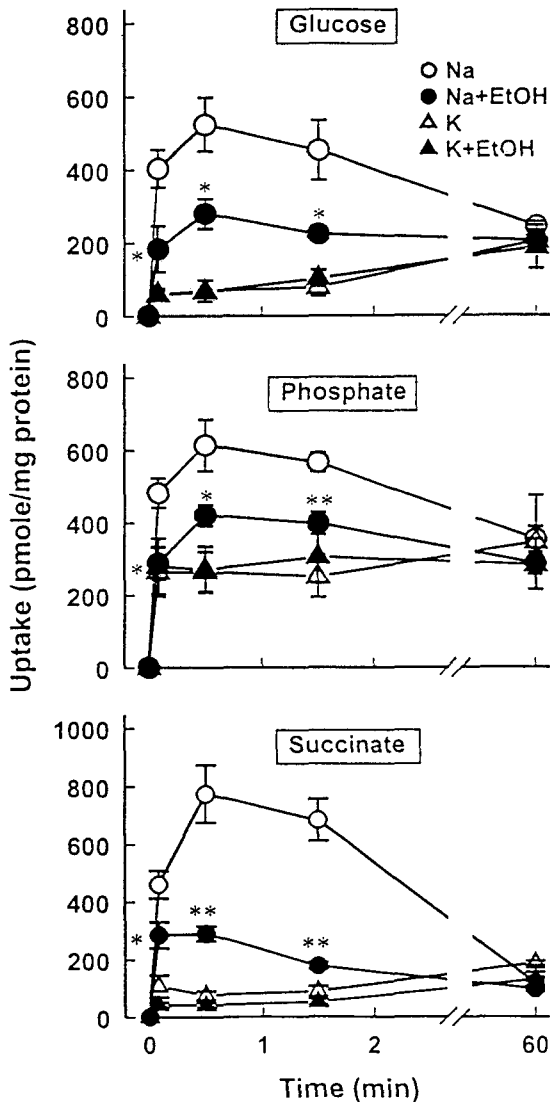 Glucose
800
600
400
200
0
Na
Na+EtOH
K
K+EtOH
*
*
*
Uptake (pmole/mg protein)
Phosphate
800
600
400
200
0
*
*
**
Succinate
1000
800
600
400
200
0
*
**
**
0 1 2 60
Time (min)